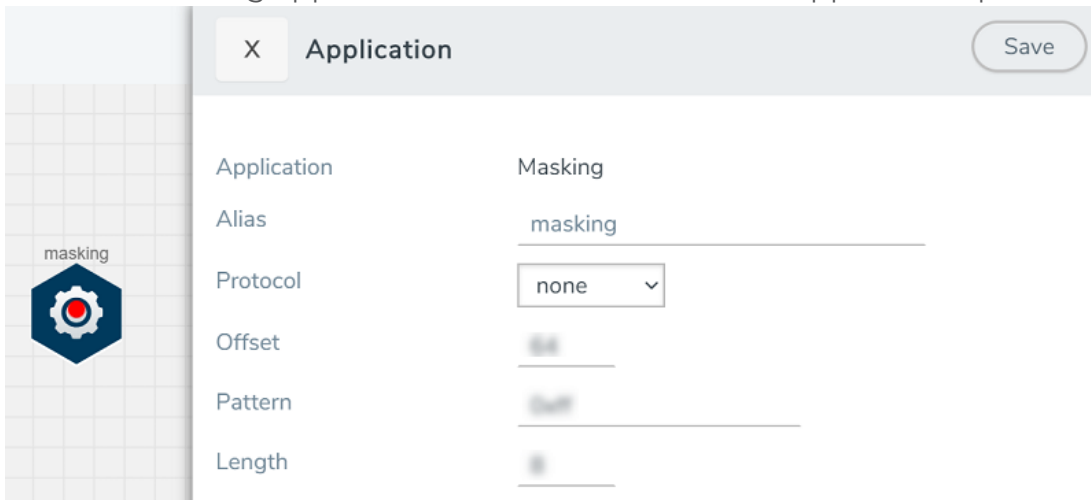 X Application Save
Application Masking
Alias masking
masking
Protocol none
Offset
Pattern
Length